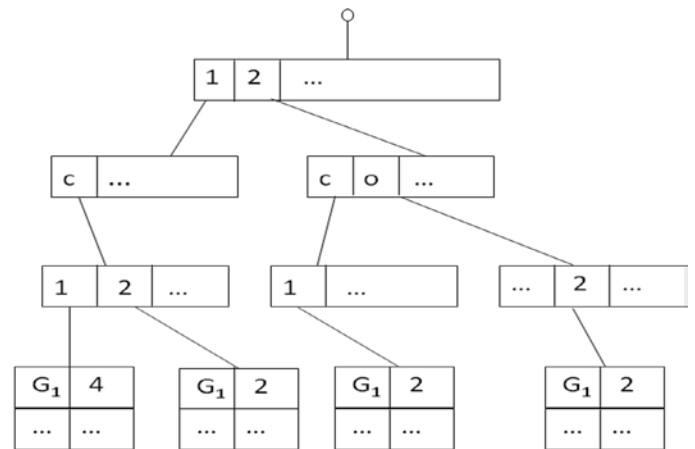 1 2 ...
c ... c o ...
1 2 ... 1 ... ... 2 ...
G₁ 4 G₁ 2 G₁ 2 G₁ 2
... ... ... ... ... ... ... ...